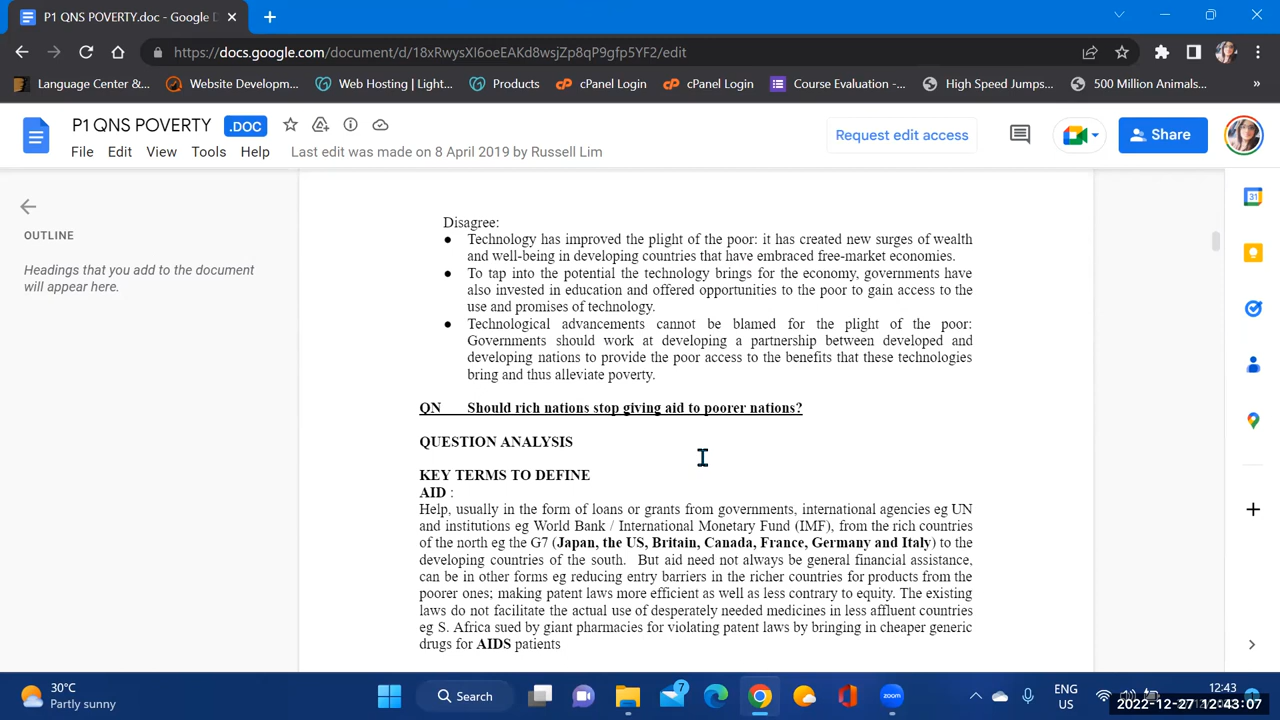 P1 QNS POVERTY.doc - Google D
https://docs.google.com/document/d/18xRwysXI6oeEAKd8wsjZp8qP9gfp5YF2/edit
Language Center &... Website Developm... Web Hosting | Light... Products cPanel Login cPanel Login Course Evaluation -... High Speed Jumps... 500 Million Animals... »
P1 QNS POVERTY .DOC
Request edit access
Share
File Edit View Tools Help Last edit was made on 8 April 2019 by Russell Lim
OUTLINE
Headings that you add to the document
will appear here.
31
Disagree:
● Technology has improved the plight of the poor: it has created new surges of wealth
and well-being in developing countries that have embraced free-market economies.
● To tap into the potential the technology brings for the economy, governments have
also invested in education and offered opportunities to the poor to gain access to the
use and promises of technology.
● Technological advancements cannot be blamed for the plight of the poor:
Governments should work at developing a partnership between developed and
developing nations to provide the poor access to the benefits that these technologies
bring and thus alleviate poverty.
QN Should rich nations stop giving aid to poorer nations?
QUESTION ANALYSIS
KEY TERMS TO DEFINE
AID :
Help, usually in the form of loans or grants from governments, international agencies eg UN
and institutions eg World Bank / International Monetary Fund (IMF), from the rich countries
of the north eg the G7 (Japan, the US, Britain, Canada, France, Germany and Italy) to the
developing countries of the south. But aid need not always be general financial assistance,
can be in other forms eg reducing entry barriers in the richer countries for products from the
poorer ones; making patent laws more efficient as well as less contrary to equity. The existing
laws do not facilitate the actual use of desperately needed medicines in less affluent countries
eg S. Africa sued by giant pharmacies for violating patent laws by bringing in cheaper generic
drugs for AIDS patients
30°C
Partly sunny
Search
7
zoom
ENG
US
12:43
2022-12-27 12:43:07